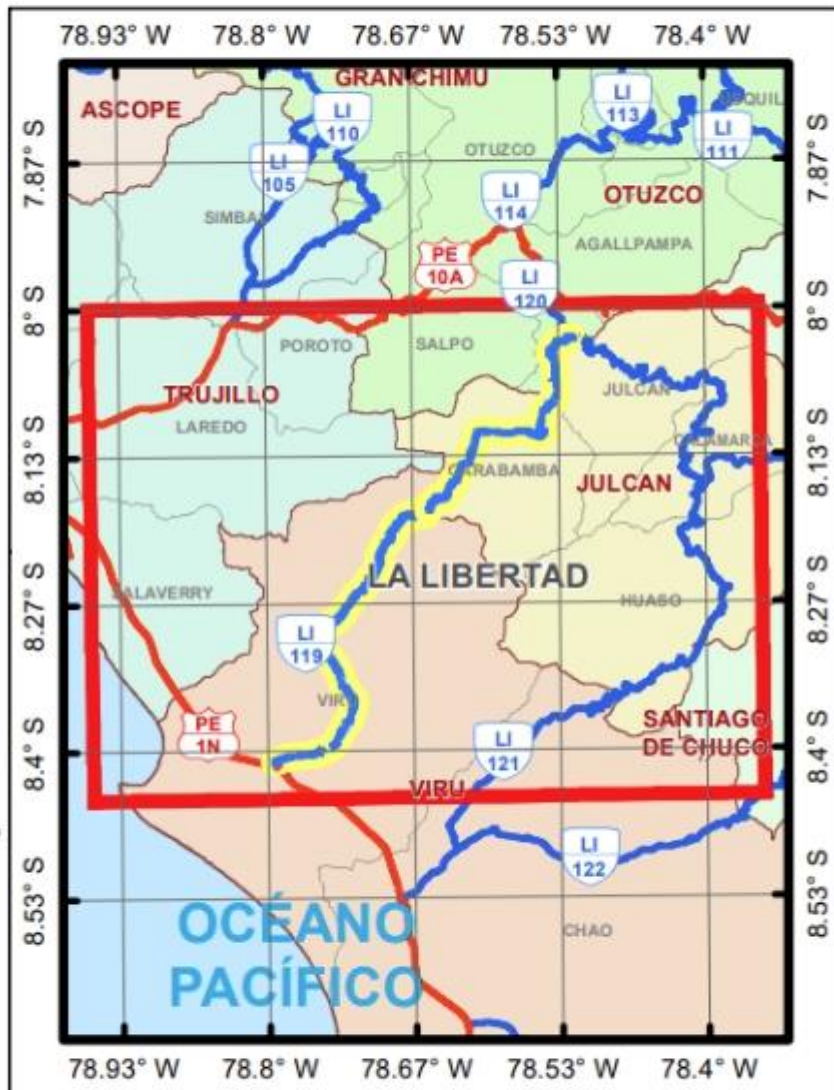 78.93° W 78.8° W 78.67° W 78.53° W 78.4° W
GRAN CHIMU
ASCOPE
LI
110
LI
113
LI
111
OTUZCO
LI
105
7.87° S
7.87° S
OTUZCO
LI
114
AGALLPAMPA
PE
10A
LI
120
8° S
8° S
POROTO
SALPO
TRUJILLO
JULCAN
LAREDO
8.13° S
8.13° S
CARABAMBA
JULCAN
LA LIBERTAD
8.27° S
8.27° S
SALAVERRY
HUASO
LI
119
SANTIAGO
DE CHUCO
PE
1N
LI
121
8.4° S
8.4° S
VIRU
LI
122
8.53° S
8.53° S
OCÉANO
PACÍFICO
CHAO
78.93° W 78.8° W 78.67° W 78.53° W 78.4° W